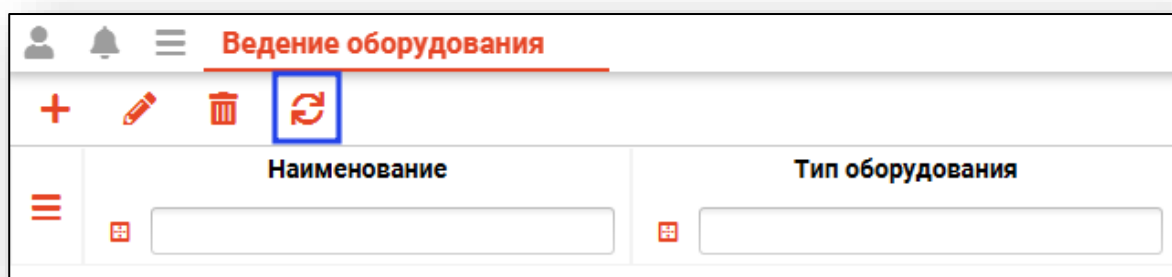 Ведение оборудования
Наименование
Тип оборудования